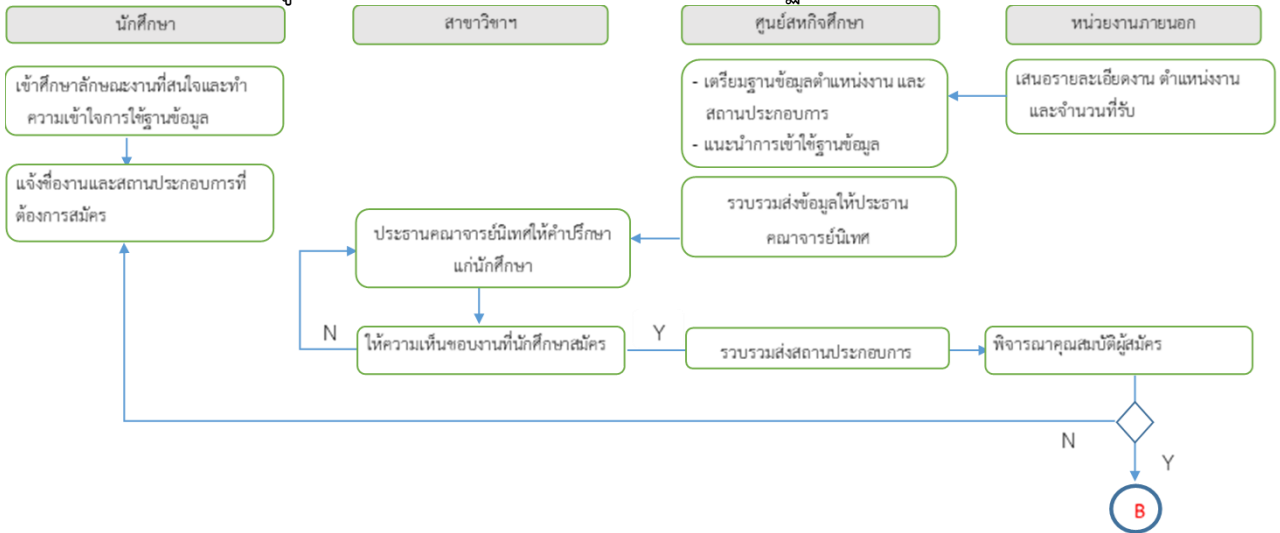 นักศึกษา
สาขาวิชาฯ
ศูนย์สหกิจศึกษา
หน่วยงานภายนอก
เข้าศึกษาลักษณะงานที่สนใจและทำ
ความเข้าใจการใช้ฐานข้อมูล
- เตรียมฐานข้อมูลตำแหน่งงาน และ
สถานประกอบการ
- แนะนำการเข้าใช้ฐานข้อมูล
เสนอรายละเอียดงาน ตำแหน่งงาน
และจำนวนที่รับ
แจ้งชื่องานและสถานประกอบการที่
ต้องการสมัคร
รวบรวมส่งข้อมูลให้ประธาน
คณาจารย์นิเทศ
ประธานคณาจารย์นิเทศให้คำปรึกษา
แก่นักศึกษา
N
ให้ความเห็นชอบงานที่นักศึกษาสมัคร
Y
รวบรวมส่งสถานประกอบการ
พิจารณาคุณสมบัติผู้สมัคร
N
Y
B